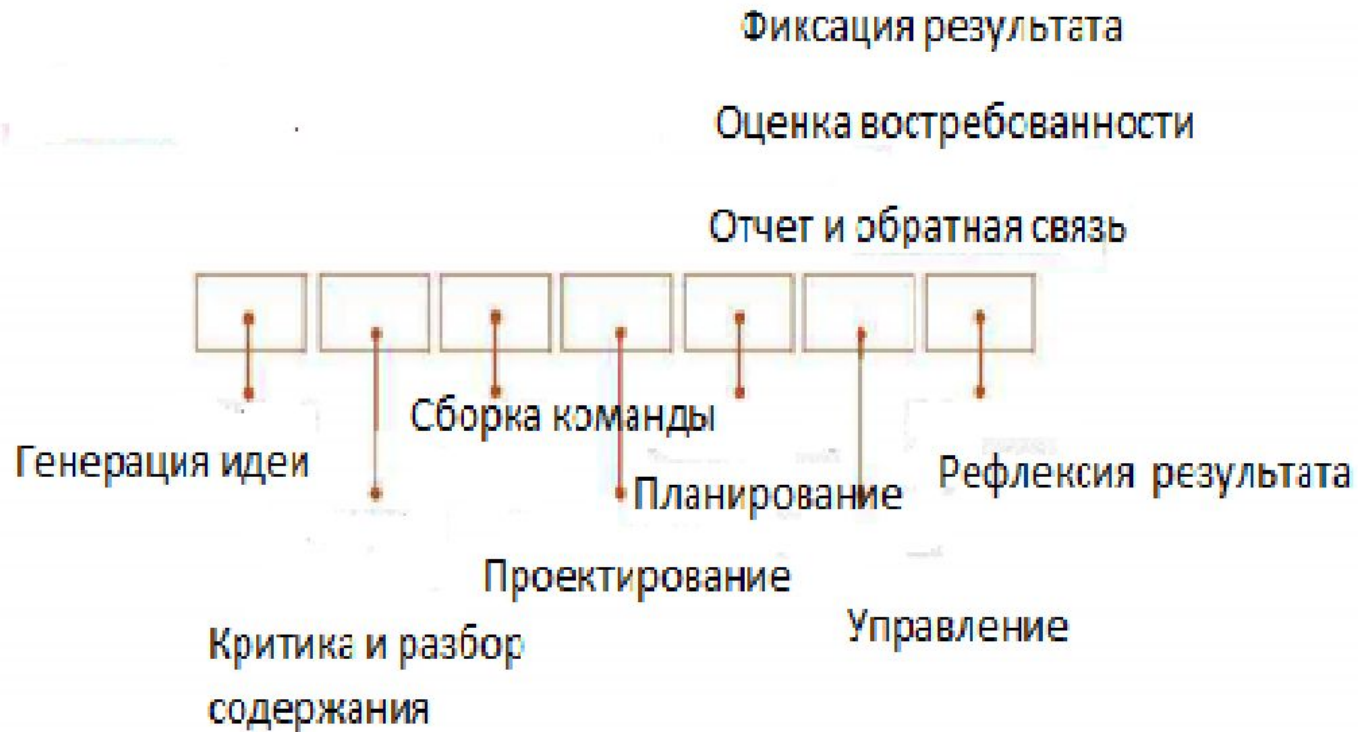 Фиксация результата
Оценка востребованности
Отчет и обратная связь
Сборка команды
Генерация идеи
Рефлексия результата
Планирование
Проектирование
Управление
Критика и разбор
содержания